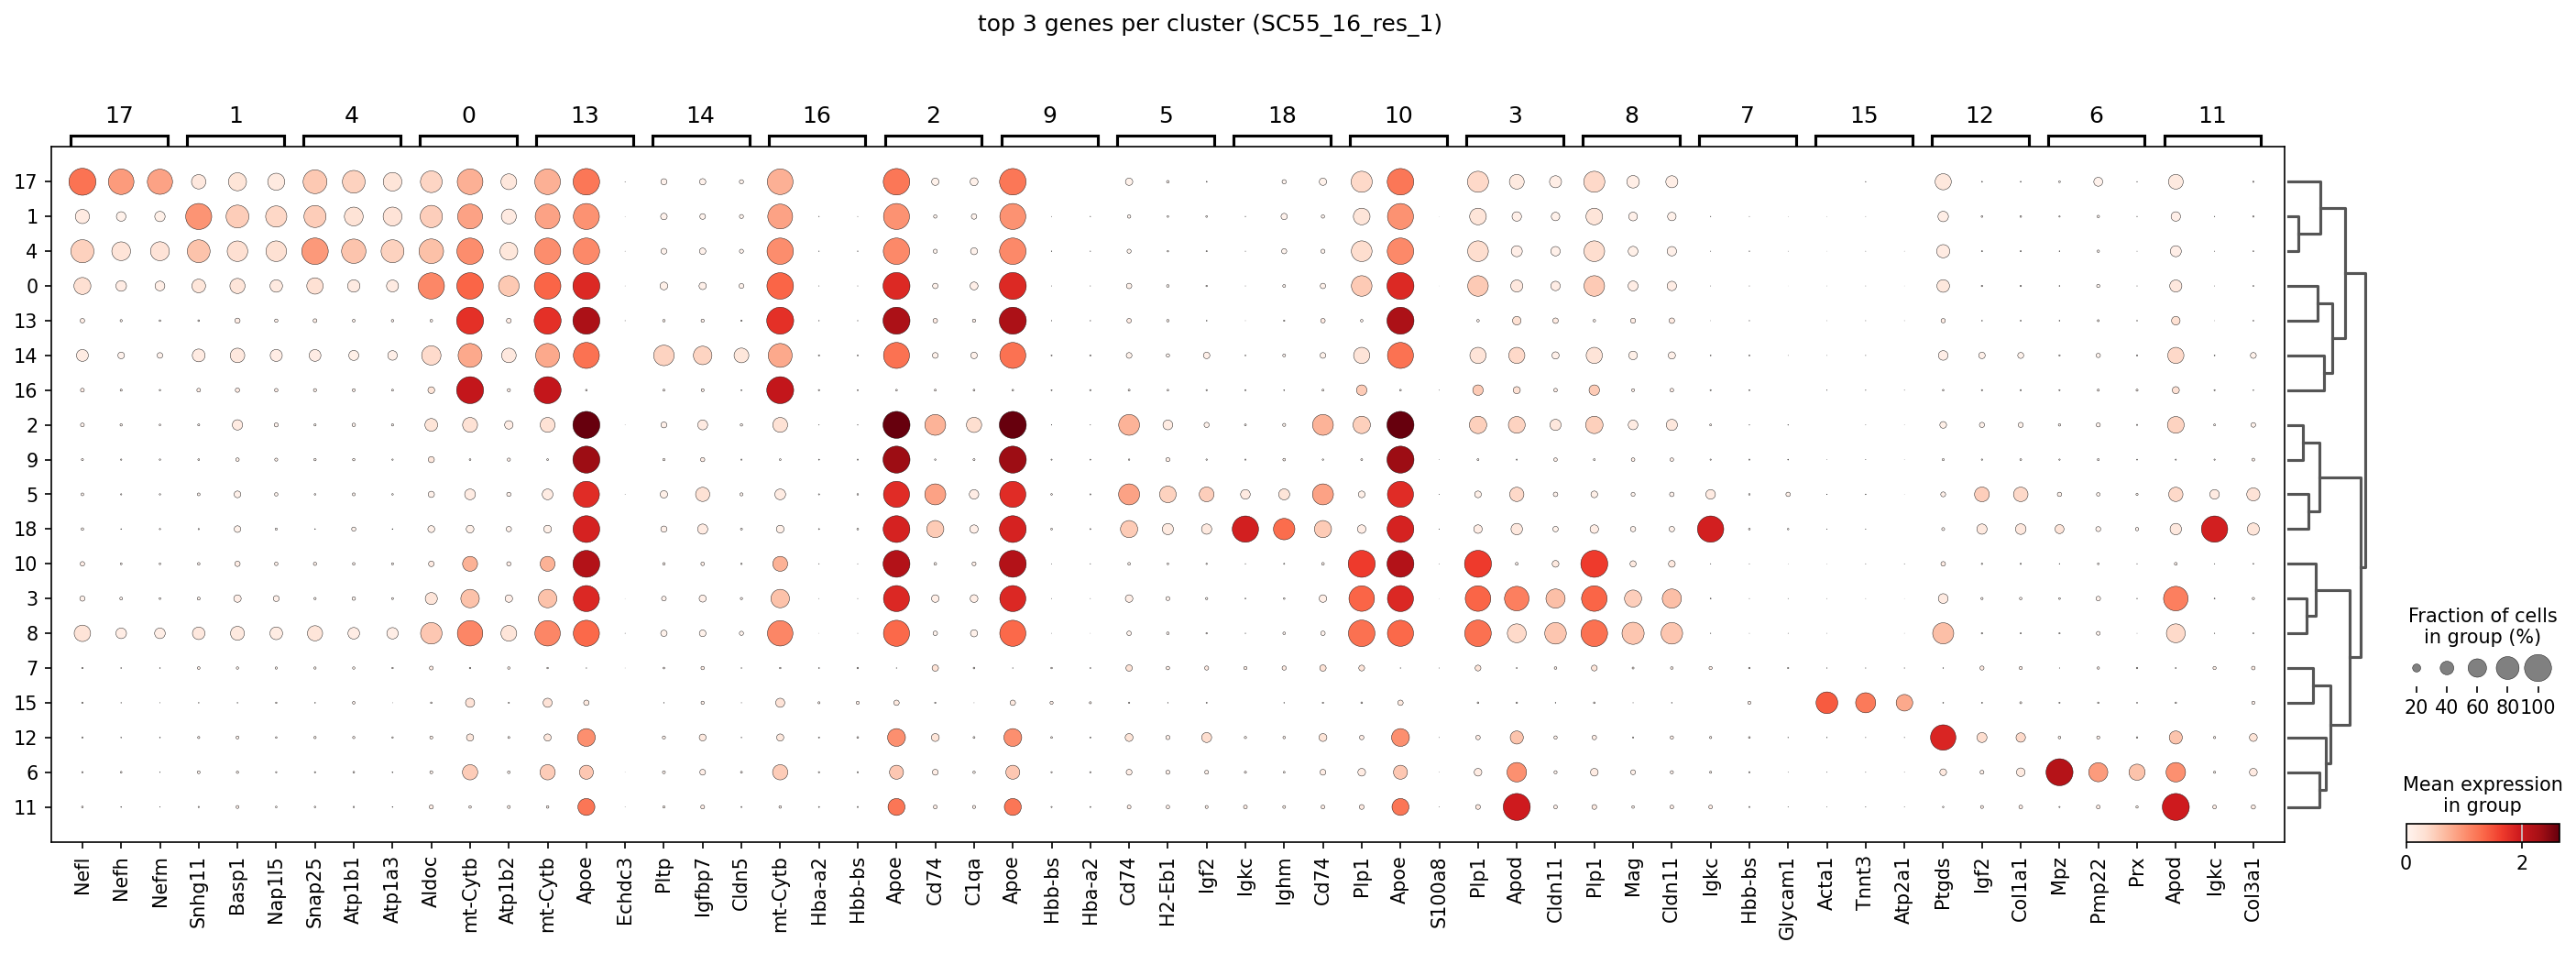 top 3 genes per cluster (SC55_16_res_1)
17 1 4 0 13 14 16 2 9 5 18 10 3 8 7 15 12 6 11
17
1
4
0
13
14
16
2
9
5
18
10
3
8
7
15
12
6
11
Nefl Nefh Nefm Snhg11 Basp1 Nap1l5 Snap25 Atp1b1 Atp1a3 Aldoc mt-Cytb Atp1b2 mt-Cytb Apoe Echdc3 Pltp Igfbp7 Cldn5 mt-Cytb Hba-a2 Hbb-bs Apoe Cd74 C1qa Apoe Hbb-bs Hba-a2 Cd74 H2-Eb1 Igf2 Igkc Ighm Cd74 Plp1 Apoe S100a8 Plp1 Apod Cldn11 Plp1 Mag Cldn11 Igkc Hbb-bs Glycam1 Acta1 Tnnt3 Atp2a1 Ptgds Igf2 Col1a1 Mpz Pmp22 Prx Apod Igkc Col3a1
Fraction of cells
in group (%)
20 40 60 80 100
Mean expression
in group
0 2